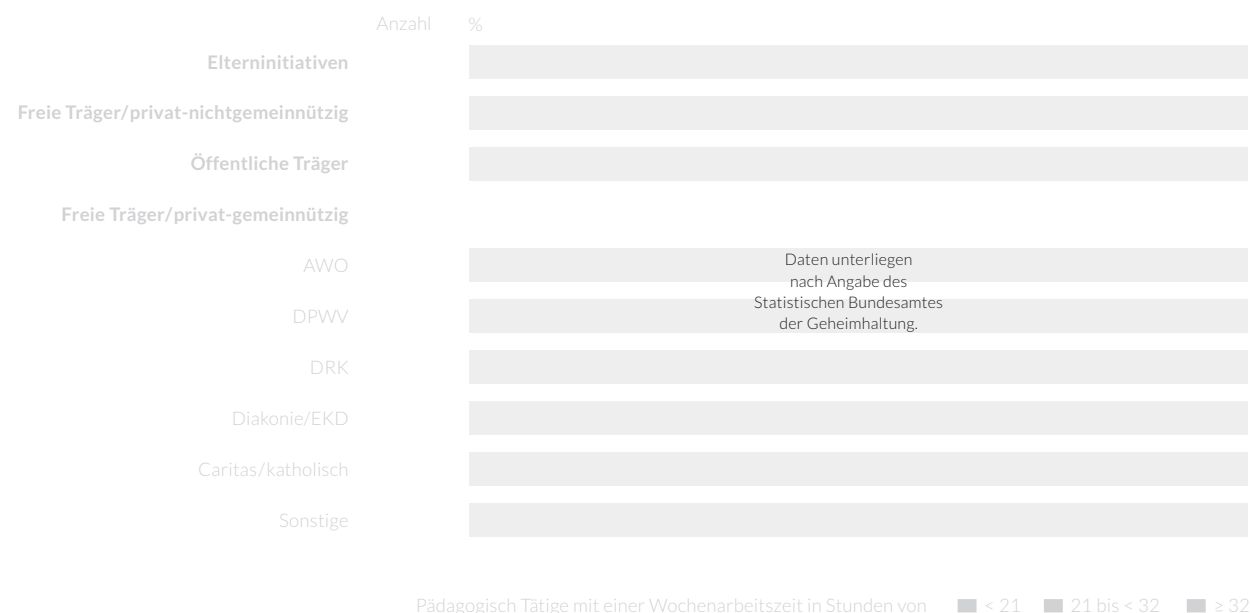 Anzahl %
Elterninitiativen
Freie Träger/privat-nichtgemeinnützig
Öffentliche Träger
Freie Träger/privat-gemeinnützig
AWO
Daten unterliegen
nach Angabe des
DPWV
Statistischen Bundesamtes
der Geheimhaltung.
DRK
Diakonie/EKD
Caritas/katholisch
Sonstige
Pädagogisch Tätige mit einer Wochenarbeitszeit in Stunden von < 21 21 bis < 32 ≥ 32